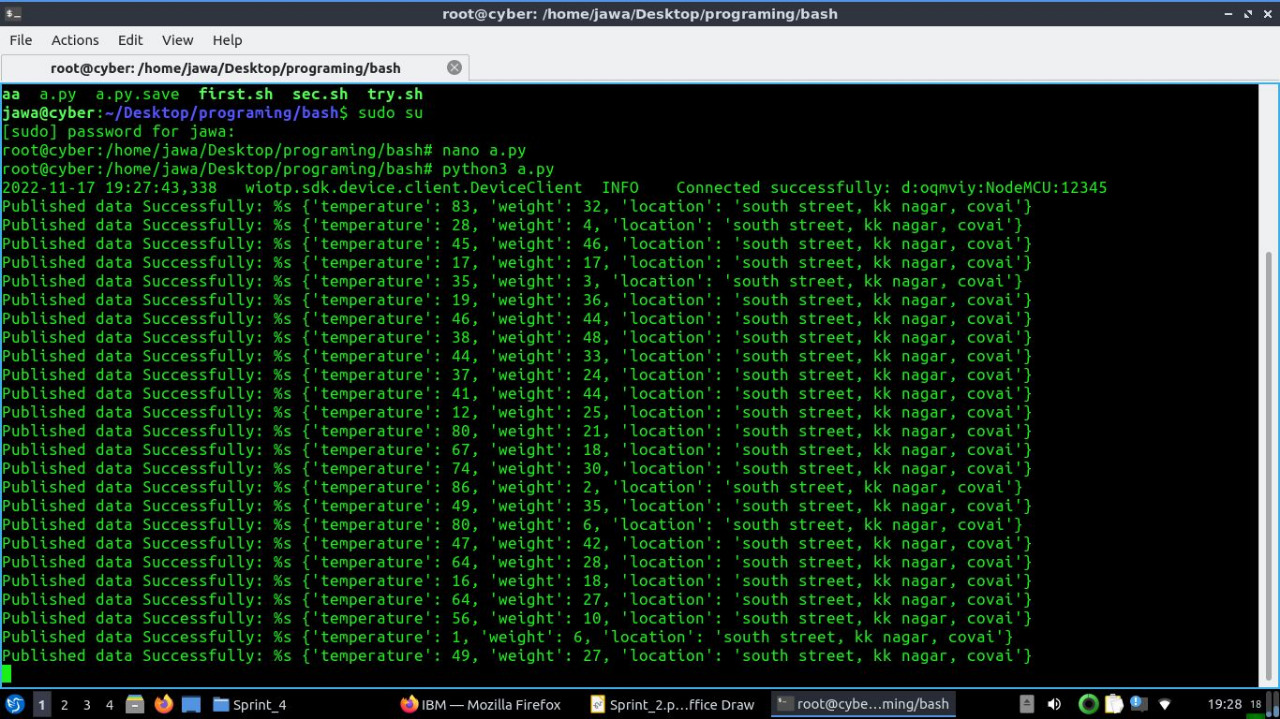 root@cyber: /home/jawa/Desktop/programing/bash
File Actions Edit View Help
root@cyber: /home/jawa/Desktop/programing/bash
aa a.py a.py.save first.sh sec.sh try.sh
jawa@cyber:~/Desktop/programing/bash$ sudo su
[sudo] password for jawa:
root@cyber:/home/jawa/Desktop/programing/bash# nano a.py
root@cyber:/home/jawa/Desktop/programing/bash# python3 a.py
2022-11-17 19:27:43,338   wiotp.sdk.device.client.DeviceClient  INFO    Connected successfully: d:oqmviy:NodeMCU:12345
Published data Successfully: %s {'temperature': 83, 'weight': 32, 'location': 'south street, kk nagar, covai'}
Published data Successfully: %s {'temperature': 28, 'weight': 4, 'location': 'south street, kk nagar, covai'}
Published data Successfully: %s {'temperature': 45, 'weight': 46, 'location': 'south street, kk nagar, covai'}
Published data Successfully: %s {'temperature': 17, 'weight': 17, 'location': 'south street, kk nagar, covai'}
Published data Successfully: %s {'temperature': 35, 'weight': 3, 'location': 'south street, kk nagar, covai'}
Published data Successfully: %s {'temperature': 19, 'weight': 36, 'location': 'south street, kk nagar, covai'}
Published data Successfully: %s {'temperature': 46, 'weight': 44, 'location': 'south street, kk nagar, covai'}
Published data Successfully: %s {'temperature': 38, 'weight': 48, 'location': 'south street, kk nagar, covai'}
Published data Successfully: %s {'temperature': 44, 'weight': 33, 'location': 'south street, kk nagar, covai'}
Published data Successfully: %s {'temperature': 37, 'weight': 24, 'location': 'south street, kk nagar, covai'}
Published data Successfully: %s {'temperature': 41, 'weight': 44, 'location': 'south street, kk nagar, covai'}
Published data Successfully: %s {'temperature': 12, 'weight': 25, 'location': 'south street, kk nagar, covai'}
Published data Successfully: %s {'temperature': 80, 'weight': 21, 'location': 'south street, kk nagar, covai'}
Published data Successfully: %s {'temperature': 67, 'weight': 18, 'location': 'south street, kk nagar, covai'}
Published data Successfully: %s {'temperature': 74, 'weight': 30, 'location': 'south street, kk nagar, covai'}
Published data Successfully: %s {'temperature': 86, 'weight': 2, 'location': 'south street, kk nagar, covai'}
Published data Successfully: %s {'temperature': 49, 'weight': 35, 'location': 'south street, kk nagar, covai'}
Published data Successfully: %s {'temperature': 80, 'weight': 6, 'location': 'south street, kk nagar, covai'}
Published data Successfully: %s {'temperature': 47, 'weight': 42, 'location': 'south street, kk nagar, covai'}
Published data Successfully: %s {'temperature': 64, 'weight': 28, 'location': 'south street, kk nagar, covai'}
Published data Successfully: %s {'temperature': 16, 'weight': 18, 'location': 'south street, kk nagar, covai'}
Published data Successfully: %s {'temperature': 64, 'weight': 27, 'location': 'south street, kk nagar, covai'}
Published data Successfully: %s {'temperature': 56, 'weight': 10, 'location': 'south street, kk nagar, covai'}
Published data Successfully: %s {'temperature': 1, 'weight': 6, 'location': 'south street, kk nagar, covai'}
Published data Successfully: %s {'temperature': 49, 'weight': 27, 'location': 'south street, kk nagar, covai'}
1 2 3 4 Sprint_4 IBM — Mozilla Firefox Sprint_2.p...ffice Draw root@cybe...ming/bash 19:28 18